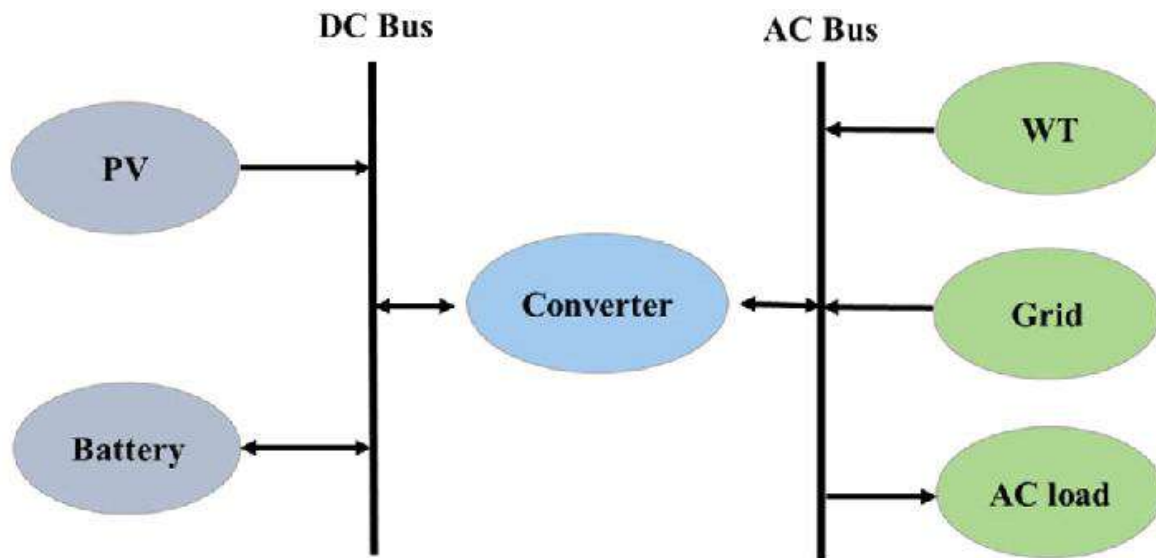 DC Bus
AC Bus
PV
WT
Converter
Grid
Battery
AC load